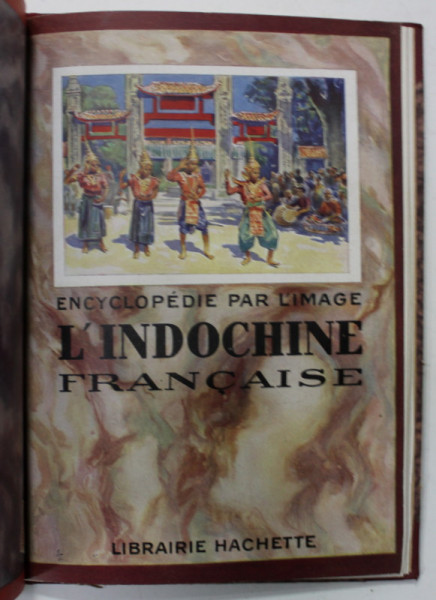 ENCYCLOPÉDIE PAR L'IMAGE
L'INDOCHINE
FRANÇAISE
LIBRAIRIE HACHETTE